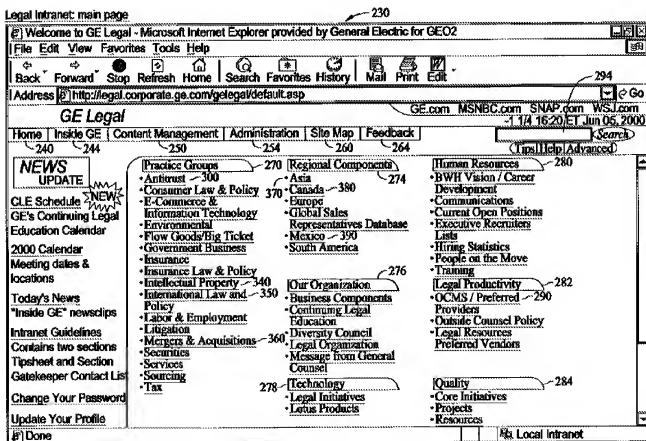 Legal Intranet: main page
230
Welcome to GE Legal - Microsoft Internet Explorer provided by General Electric for GEO2
File Edit View Favorites Tools Help
Back Forward Stop Refresh Home Search Favorites History Mail Print Edit
294
Address http://legal.corporate.ge.com/gelegal/default.asp Go
GE Legal
GE.com MSNBC.com SNAP.com WSJ.com
-1 1/4 16:20 ET Jun 05, 2000
Home Inside GE Content Management Administration Site Map Feedback Search
240 244 250 254 260 264
Tips Help Advanced
NEWS
UPDATE
NEW
CLE Schedule
GE's Continuing Legal
Education Calendar
2000 Calendar
Meeting dates &
locations
Today's News
"Inside GE" newsclips
Intranet Guidelines
Contains two sections
Tipsheet and Section
Gatekeeper Contact List
Change Your Password
Update Your Profile
Practice Groups 270
•Antitrust 300
•Consumer Law & Policy 370
•E-Commerce &
Information Technology
•Environmental
•Flow Goods/Big Ticket
•Government Business
•Insurance
•Insurance Law & Policy
•Intellectual Property 340
•International Law and 350
Policy
•Labor & Employment
•Litigation
•Mergers & Acquisitions 360
•Securities
•Services
•Sourcing
•Tax
Regional Components
274
•Asia
•Canada 380
•Europe
•Global Sales
Representatives Database
•Mexico 390
•South America
276
Our Organization
•Business Components
•Continuing Legal
Education
•Diversity Council
•Legal Organization
•Message from General
Counsel
278 Technology
•Legal Initiatives
•Lotus Products
Human Resources 280
•BWH Vision / Career
Development
•Communications
•Current Open Positions
•Executive Recruiters
Lists
•Hiring Statistics
•People on the Move
•Training
Legal Productivity 282
•OCMS / Preferred 290
Providers
•Outside Counsel Policy
•Legal Resources
Preferred Vendors
Quality 284
•Core Initiatives
•Projects
•Resources
Done
Local intranet